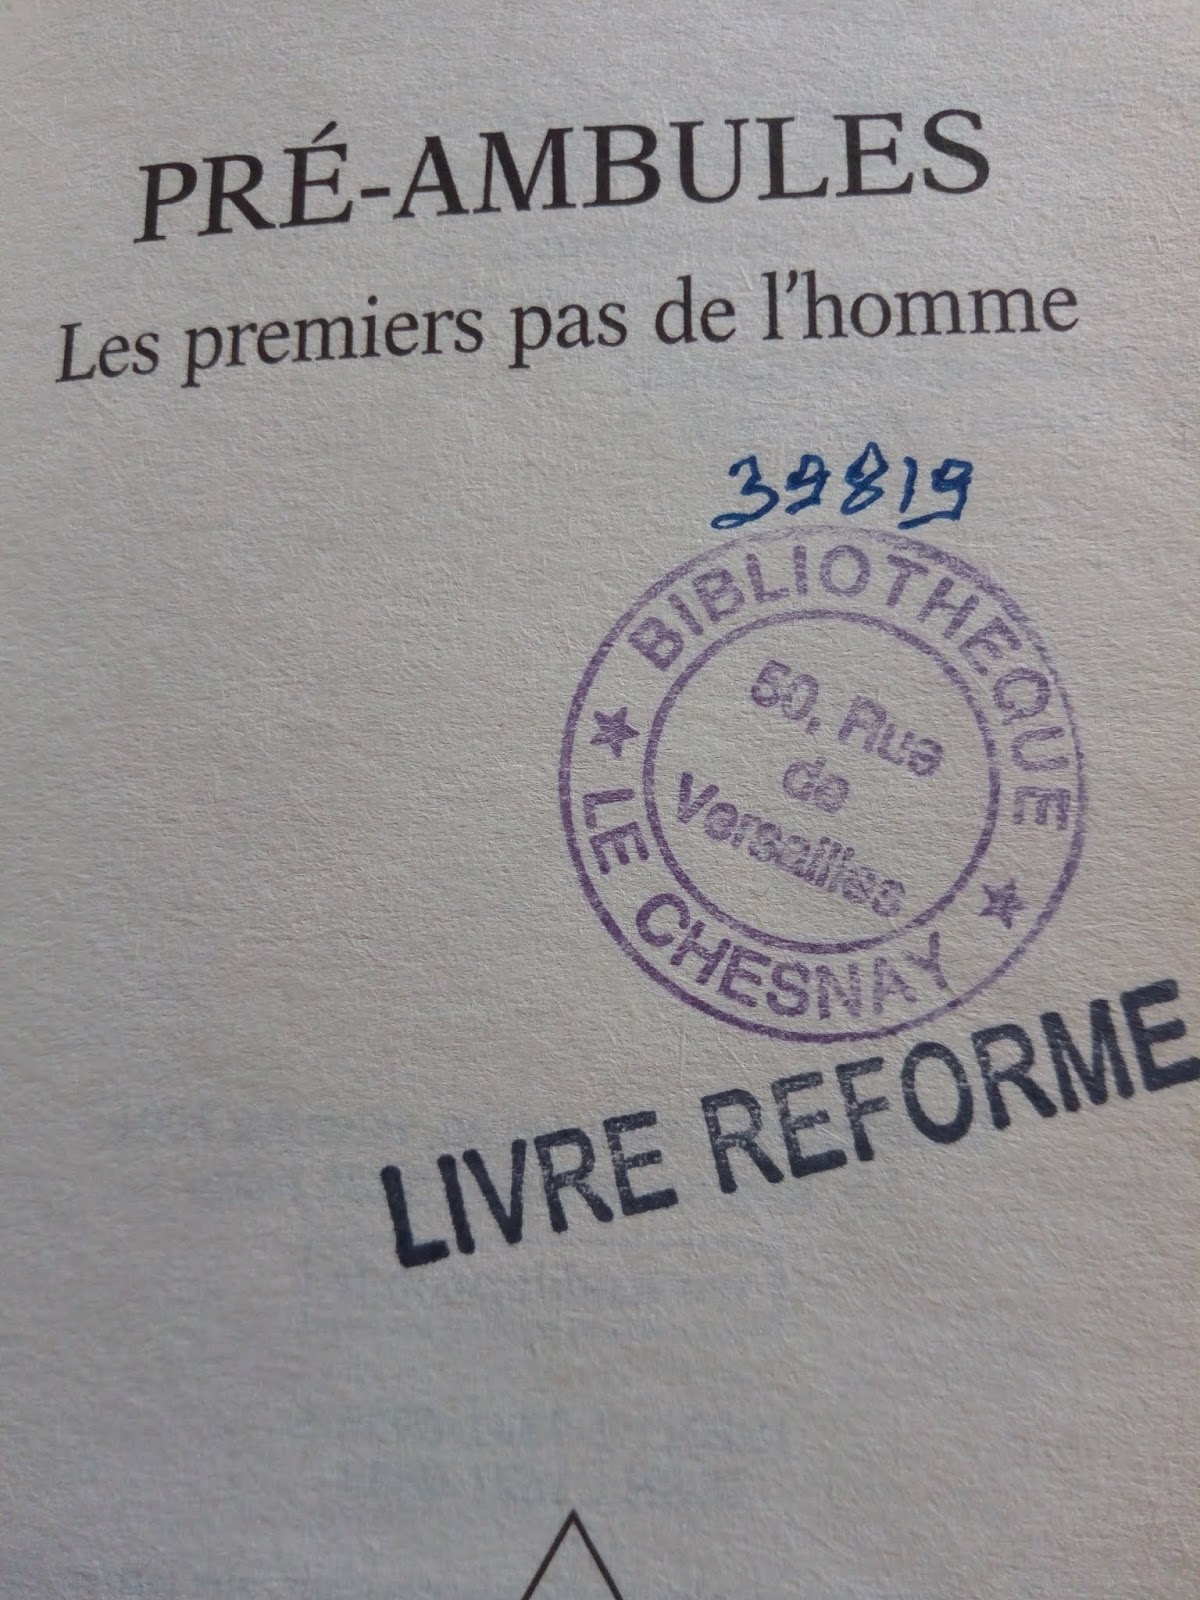 PRÉ-AMBULES
Les premiers pas de l'homme
39819
BIBLIOTHEQUE
50, Rue
de
Versailles
★ LE CHESNAY ★
LIVRE REFORME